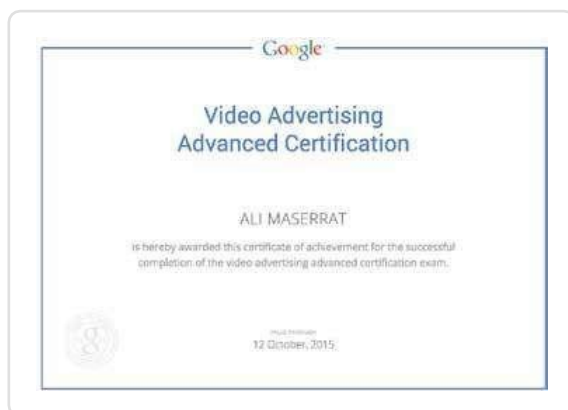 Google
Video Advertising
Advanced Certification
ALI MASERRAT
is hereby awarded this certificate of achievement for the successful
completion of the video advertising advanced certification exam.
12 October, 2015